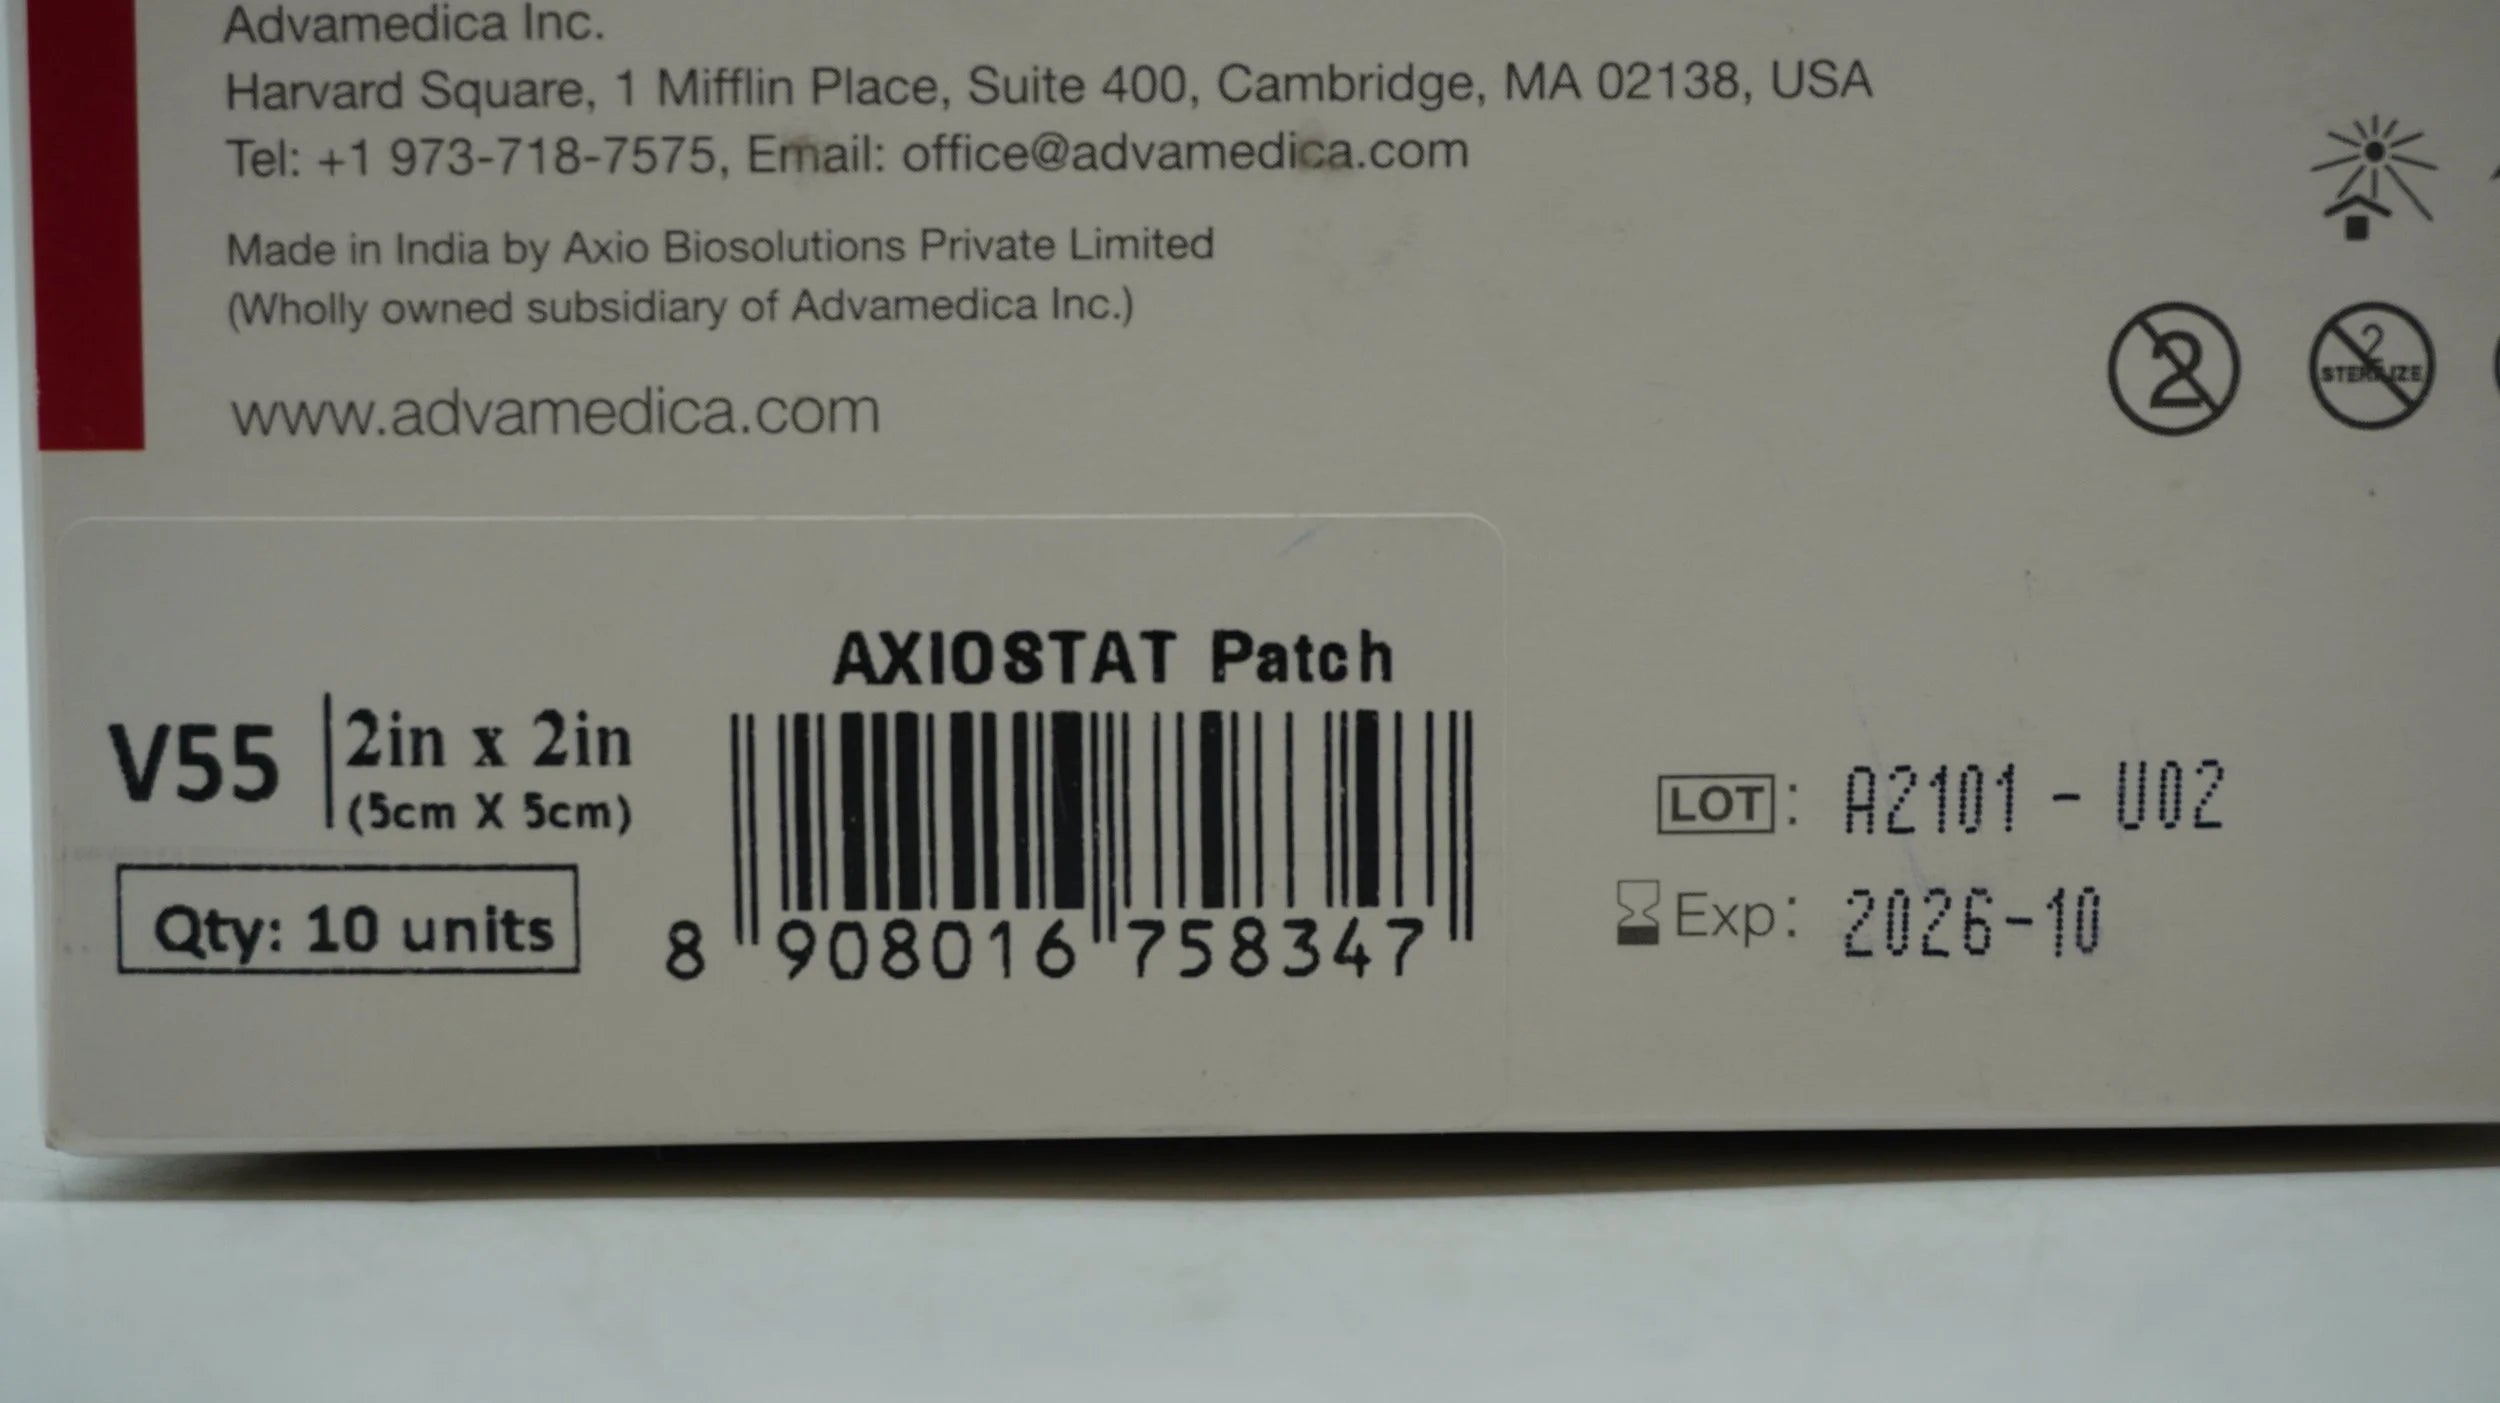 Advamedica Inc.
Harvard Square, 1 Mifflin Place, Suite 400, Cambridge, MA 02138, USA
Tel: +1 973-718-7575, Email: office@advamedica.com
Made in India by Axio Biosolutions Private Limited
(Wholly owned subsidiary of Advamedica Inc.)
www.advamedica.com
2
2
STERILIZE
AXIOSTAT Patch
V55
2in x 2in
(5cm X 5cm)
Qty: 10 units
8 908016 758347
LOT: A2101 - U02
Exp: 2026-10